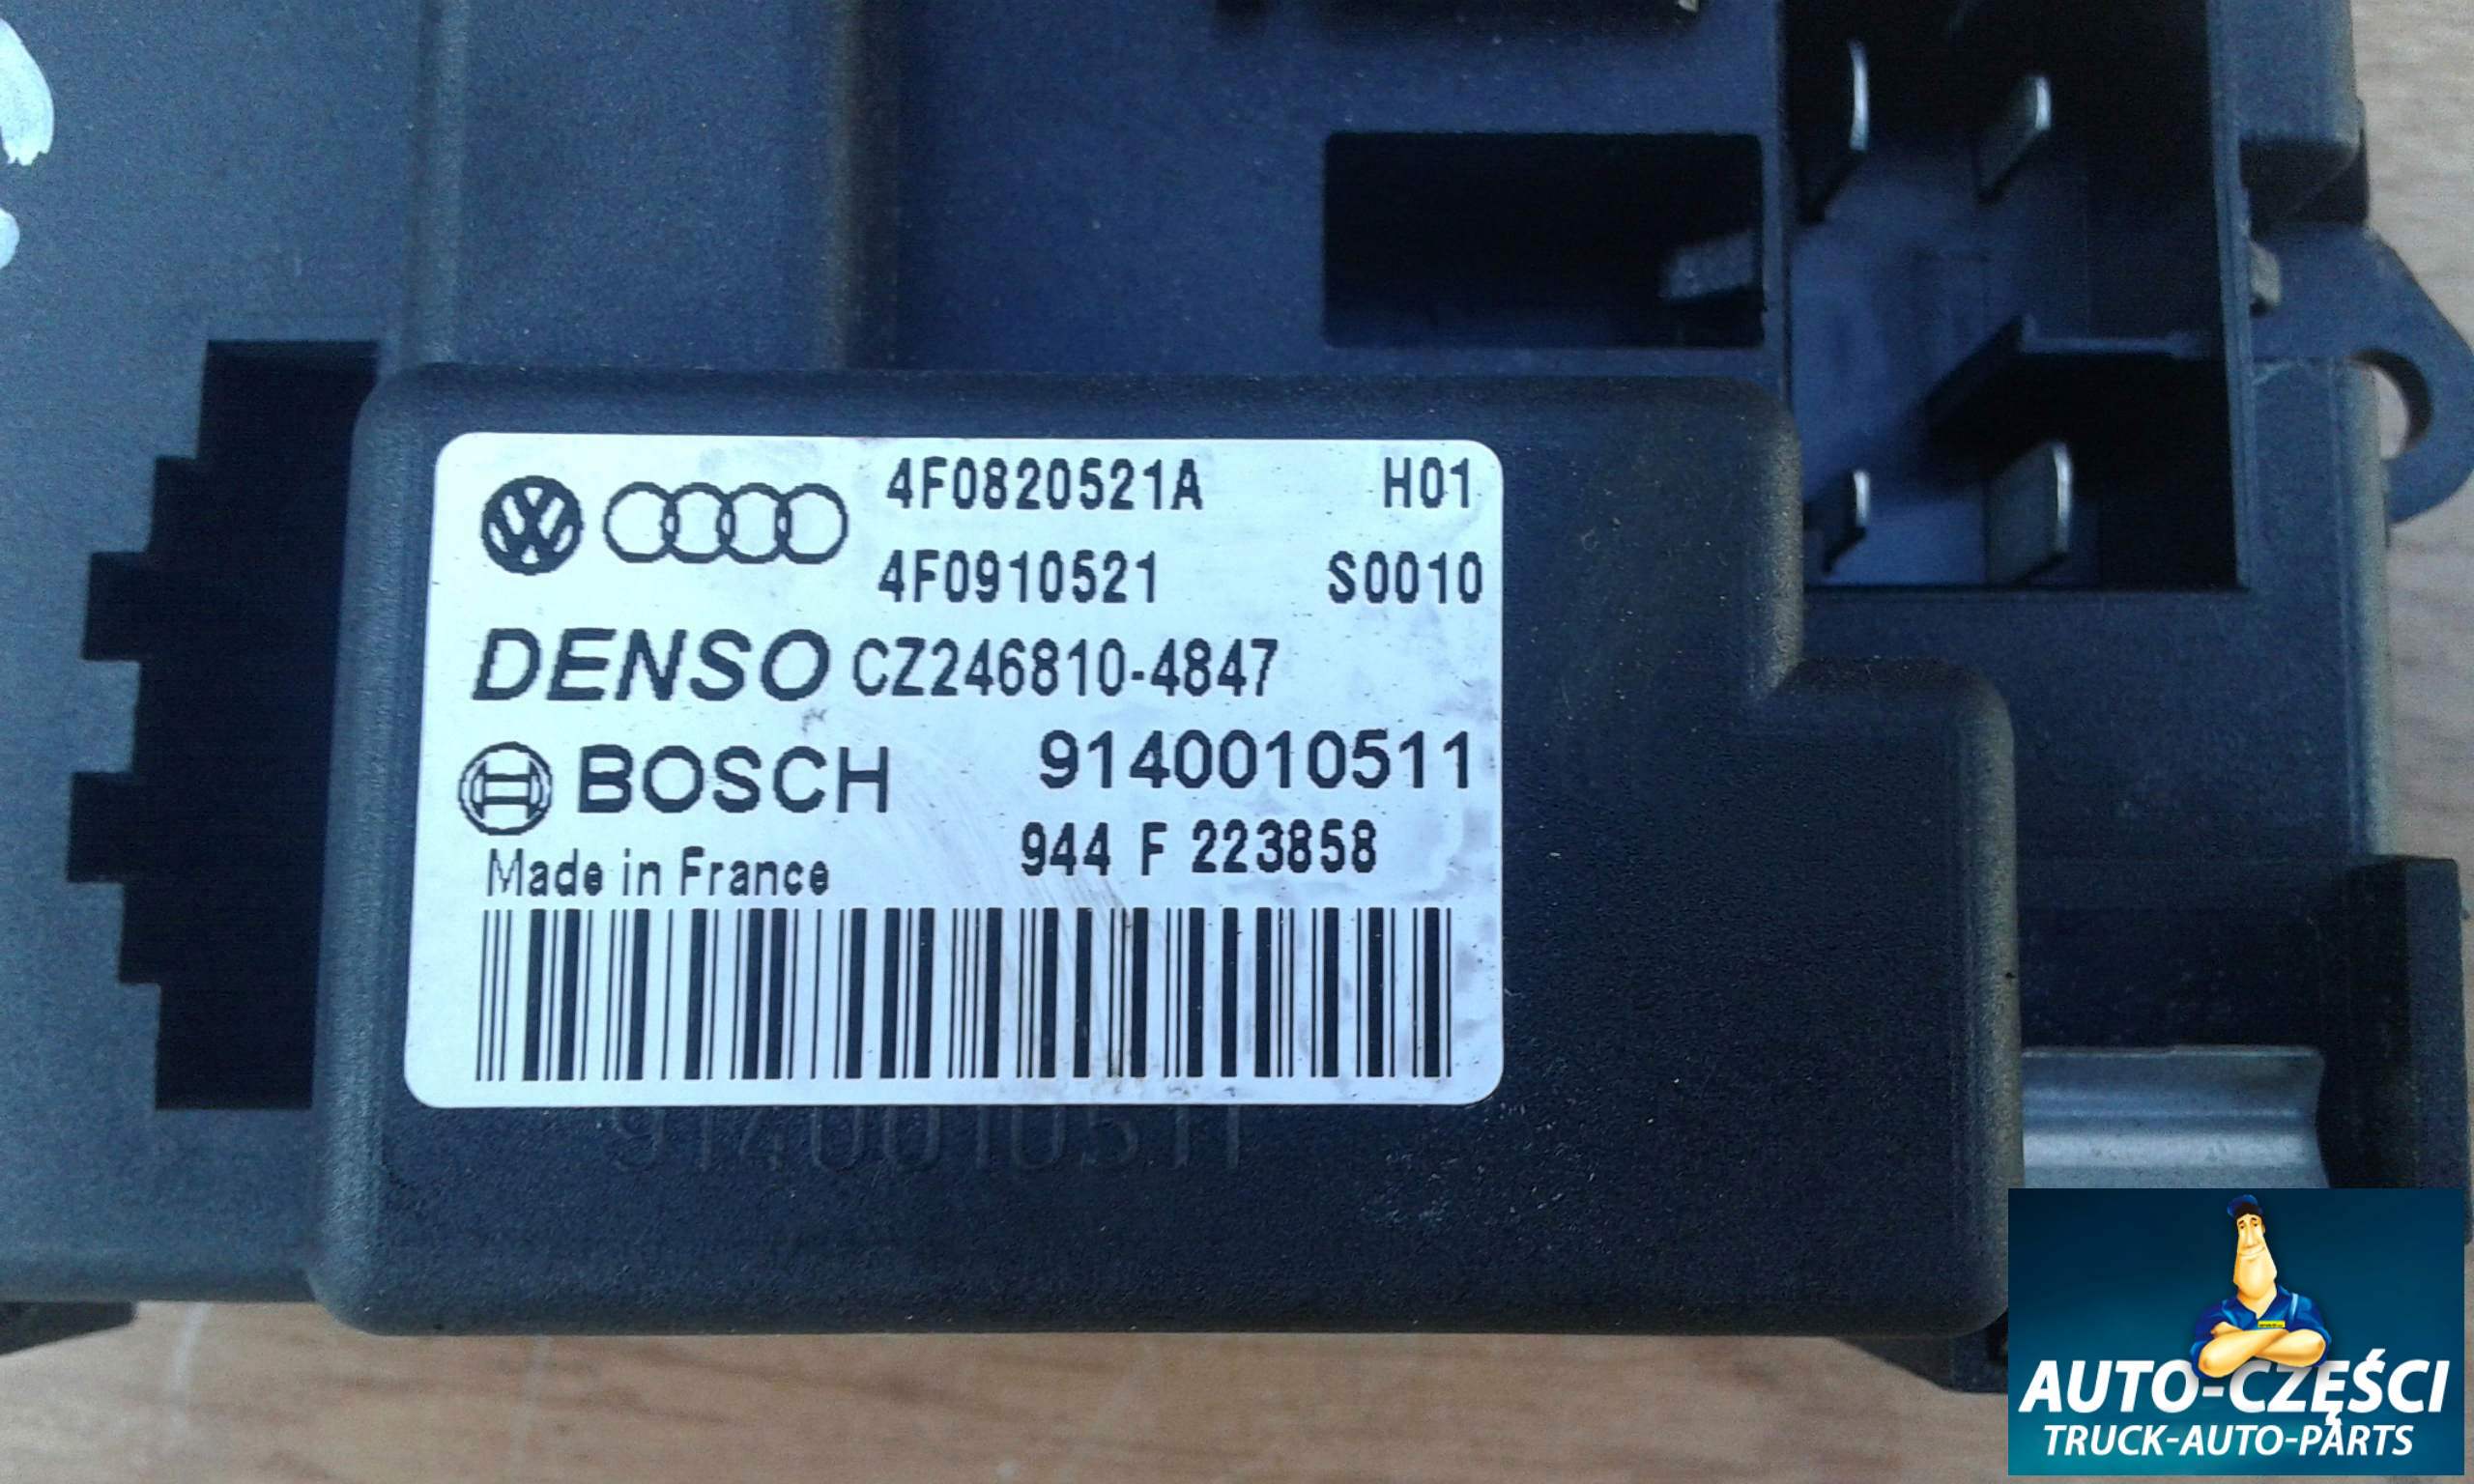 4F0820521A H01
4F0910521 S0010
DENSO CZ246810-4847
BOSCH 9140010511
944 F 223858
Made in France
9140010511
AUTO-CZĘŚCI
TRUCK-AUTO-PARTS